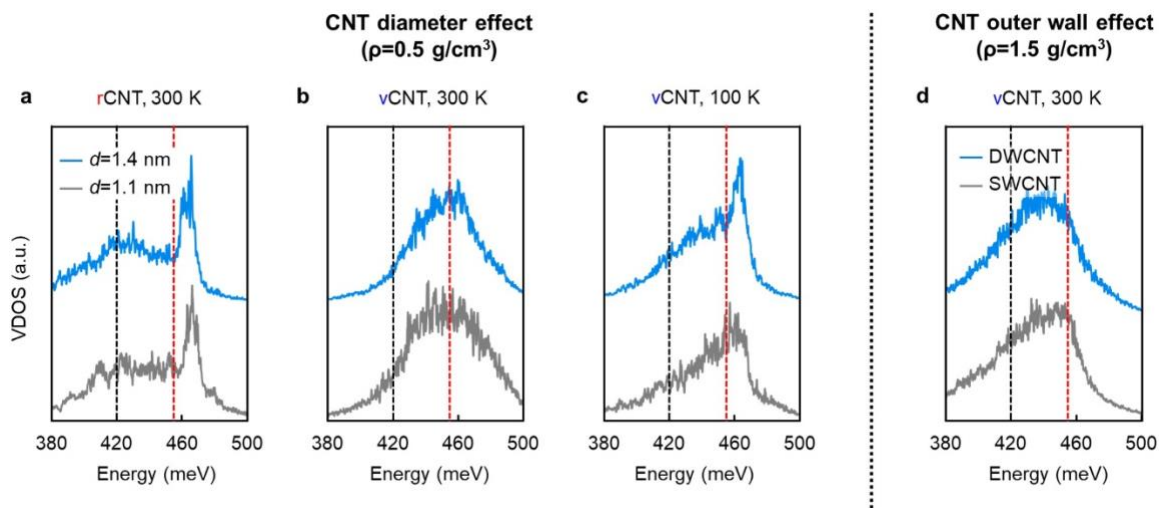 CNT diameter effect
(ρ=0.5 g/cm³)
CNT outer wall effect
(ρ=1.5 g/cm³)
a
rCNT, 300 K
b
vCNT, 300 K
c
vCNT, 100 K
d
vCNT, 300 K
d=1.4 nm
d=1.1 nm
DWCNT
SWCNT
VDOS (a.u.)
380 420 460 500
380 420 460 500
380 420 460 500
380 420 460 500
Energy (meV)
Energy (meV)
Energy (meV)
Energy (meV)